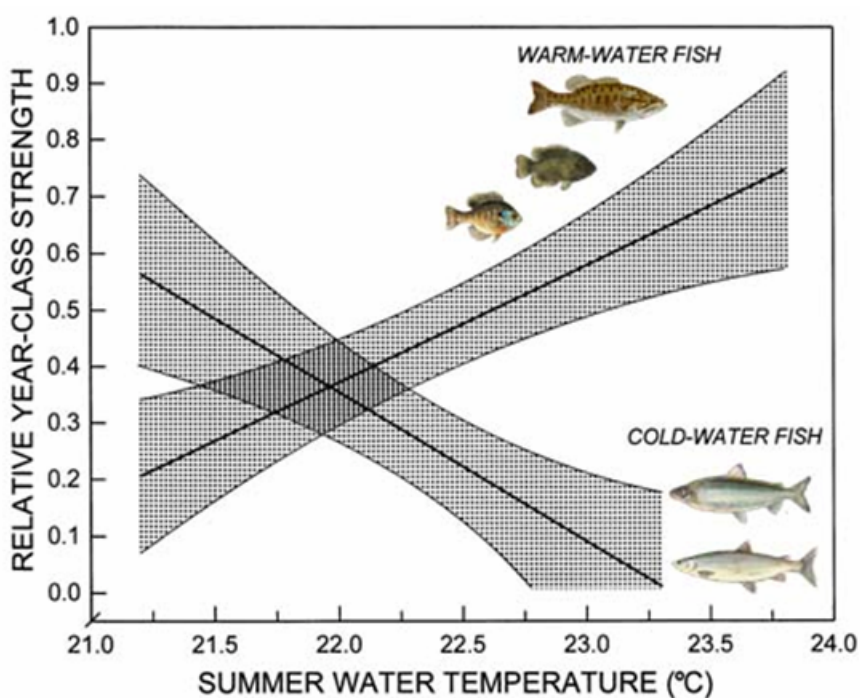 RELATIVE YEAR-CLASS STRENGTH
1.0
0.9
0.8
0.7
0.6
0.5
0.4
0.3
0.2
0.1
0.0
WARM-WATER FISH
COLD-WATER FISH
21.0 21.5 22.0 22.5 23.0 23.5 24.0
SUMMER WATER TEMPERATURE (ºC)